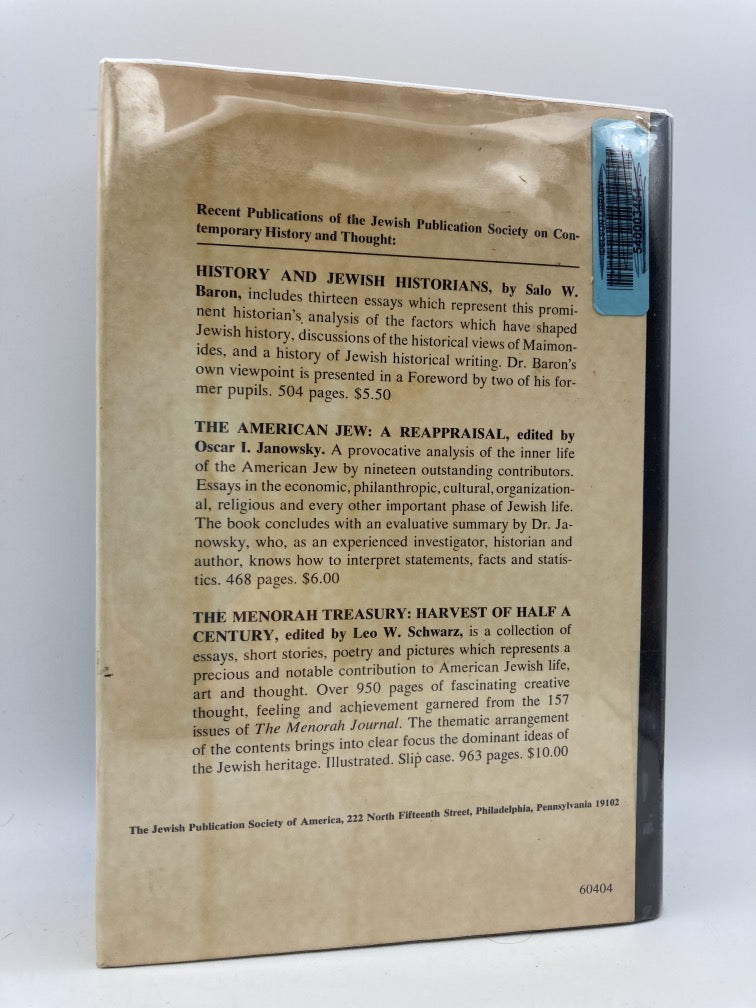 Recent Publications of the Jewish Publication Society on Con-
temporary History and Thought:
HISTORY AND JEWISH HISTORIANS, by Salo W.
Baron, includes thirteen essays which represent this promi-
nent historian's analysis of the factors which have shaped
Jewish history, discussions of the historical views of Maimon-
ides, and a history of Jewish historical writing. Dr. Baron's
own viewpoint is presented in a Foreword by two of his for-
mer pupils. 504 pages. $5.50
THE AMERICAN JEW: A REAPPRAISAL, edited by
Oscar I. Janowsky. A provocative analysis of the inner life
of the American Jew by nineteen outstanding contributors.
Essays in the economic, philanthropic, cultural, organization-
al, religious and every other important phase of Jewish life.
The book concludes with an evaluative summary by Dr. Ja-
nowsky, who, as an experienced investigator, historian and
author, knows how to interpret statements, facts and statis-
tics. 468 pages. $6.00
THE MENORAH TREASURY: HARVEST OF HALF A
CENTURY, edited by Leo W. Schwarz, is a collection of
essays, short stories, poetry and pictures which represents a
precious and notable contribution to American Jewish life,
art and thought. Over 950 pages of fascinating creative
thought, feeling and achievement garnered from the 157
issues of The Menorah Journal. The thematic arrangement
of the contents brings into clear focus the dominant ideas of
the Jewish heritage. Illustrated. Slip case. 963 pages. $10.00
The Jewish Publication Society of America, 222 North Fifteenth Street, Philadelphia, Pennsylvania 19102
60404